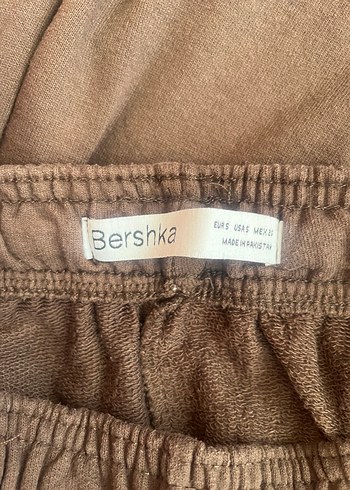 Bershka
EUR S USA S MEX 26
MADE IN PAKISTAN